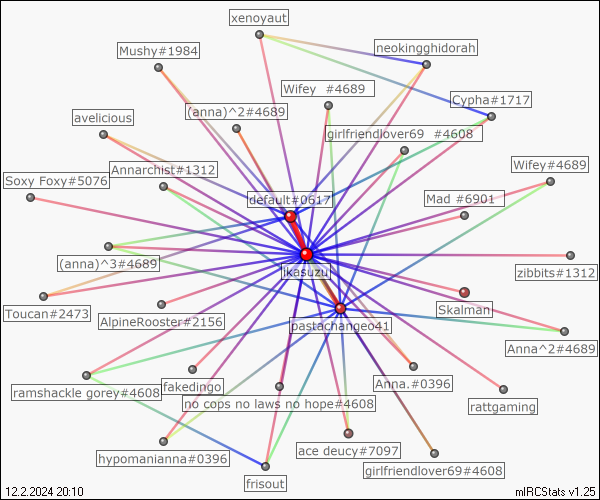 xenoyaut
neokingghidorah
Mushy#1984
Wifey #4689
Cypha#1717
(anna)^2#4689
avelicious
girlfriendlover69 #4608
Annarchist#1312
Wifey#4689
Soxy Foxy#5076
default#0617
Mad #6901
(anna)^3#4689
ikasuzu
zibbits#1312
Toucan#2473
AlpineRooster#2156
Skalman
pastachangeo41
Anna^2#4689
ramshackle gorey#4608
fakedingo
Anna.#0396
no cops no laws no hope#4608
rattgaming
hypomanianna#0396
ace deucy#7097
girlfriendlover69#4608
frisout
12.2.2024 20:10
mIRCStats v1.25